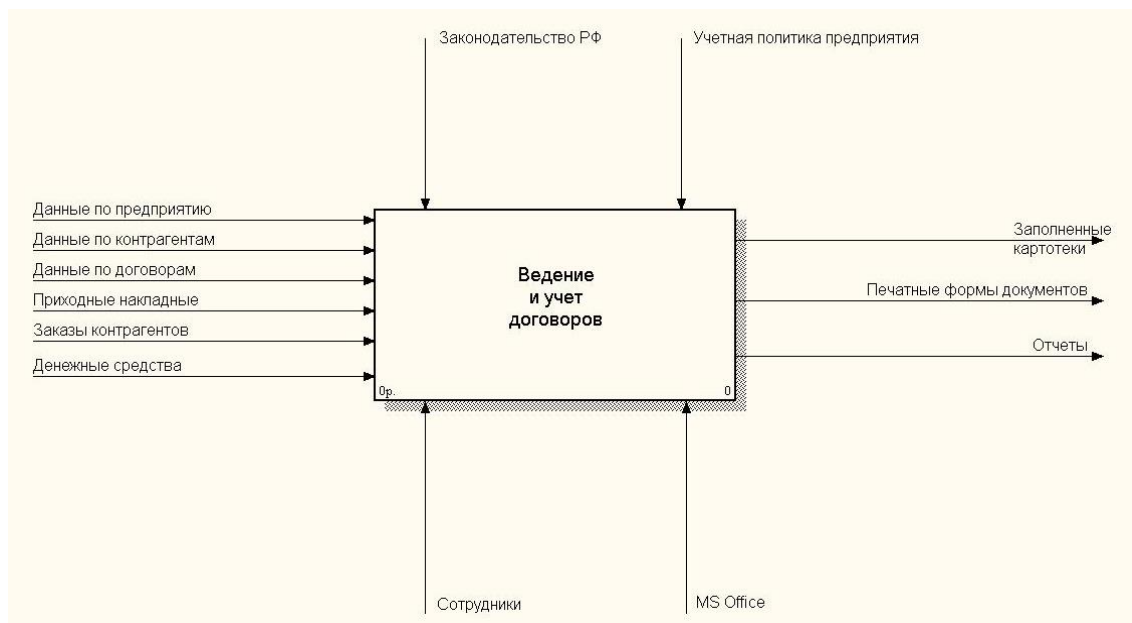 Законодательство РФ
Учетная политика предприятия
Данные по предприятию
Данные по контрагентам
Данные по договорам
Приходные накладные
Заказы контрагентов
Денежные средства
Ведение
и учет
договоров
0р.
0
Заполненные
картотеки
Печатные формы документов
Отчеты
Сотрудники
MS Office